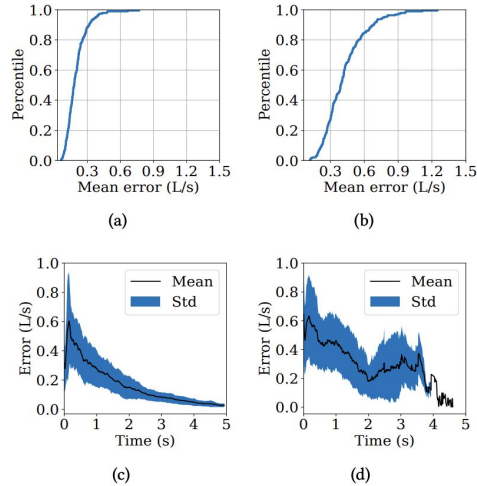 1.0
0.8
0.6
0.4
0.2
0.0
Percentile
0.3 0.6 0.9 1.2 1.5
Mean error (L/s)
(a)
1.0
0.8
0.6
0.4
0.2
0.0
Percentile
0.3 0.6 0.9 1.2 1.5
Mean error (L/s)
(b)
1.0
0.8
0.6
0.4
0.2
0.0
Error (L/s)
Mean
Std
0 1 2 3 4 5
Time (s)
(c)
1.0
0.8
0.6
0.4
0.2
0.0
Error (L/s)
Mean
Std
0 1 2 3 4 5
Time (s)
(d)